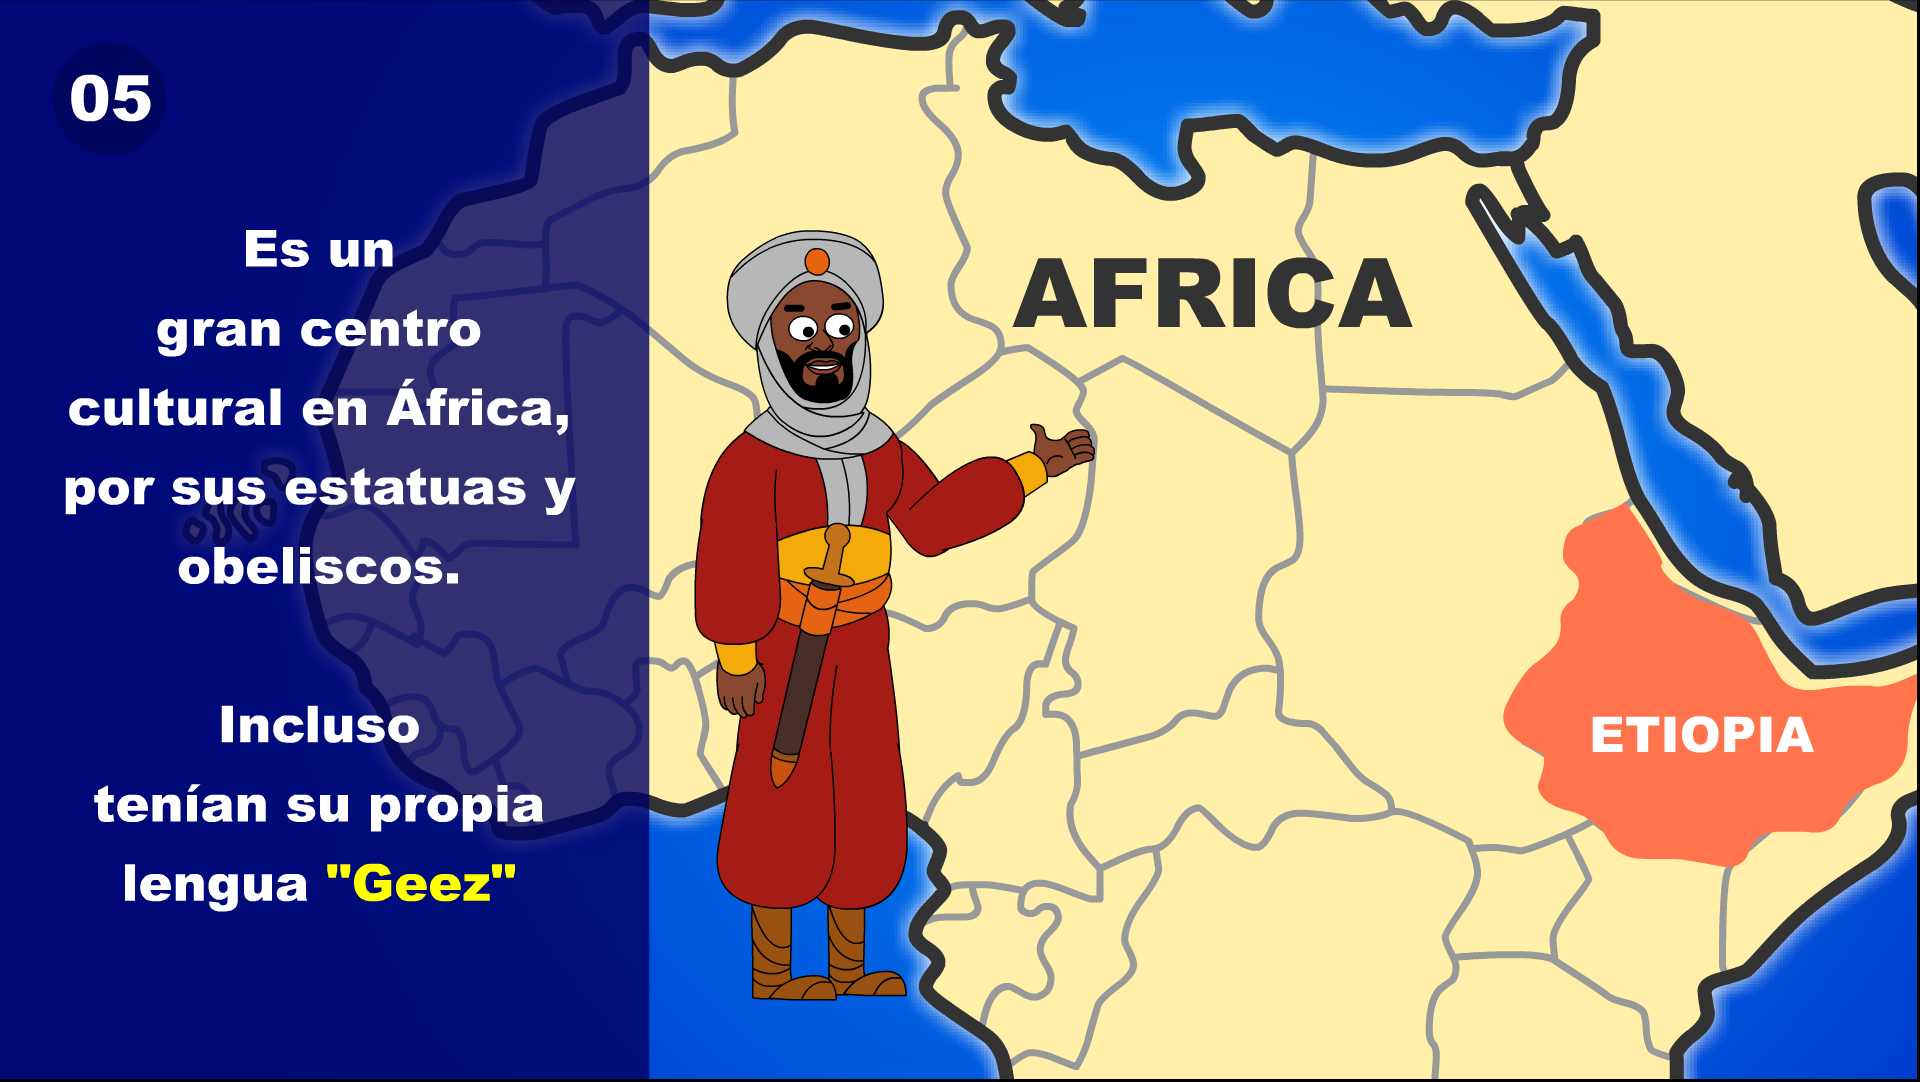 05
Es un
gran centro
cultural en África,
por sus estatuas y
obeliscos.
Incluso
tenían su propia
lengua "Geez"
AFRICA
ETIOPIA